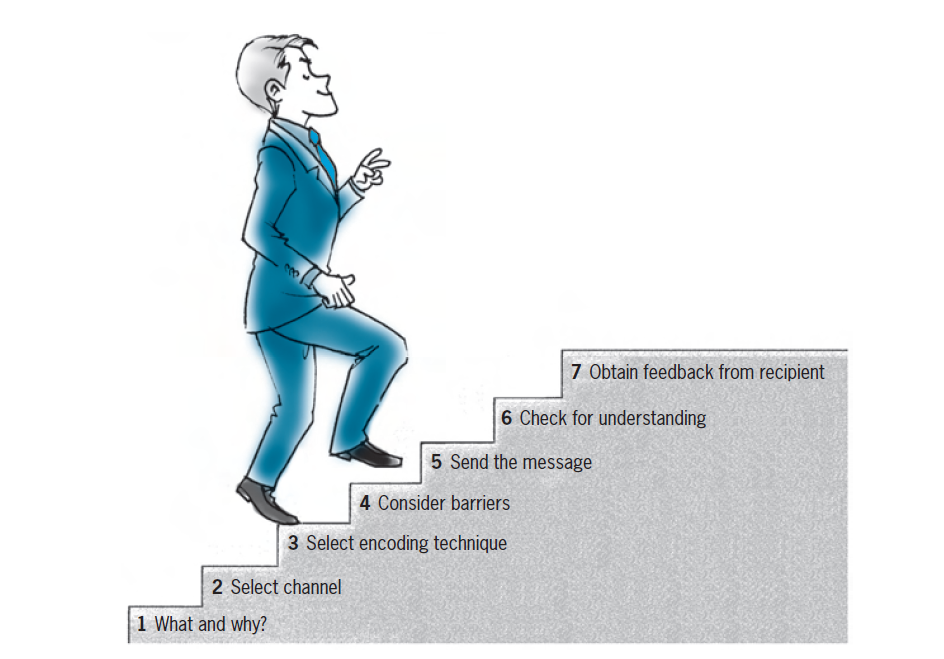 7 Obtain feedback from recipient
6 Check for understanding
5 Send the message
4 Consider barriers
3 Select encoding technique
2 Select channel
1 What and why?